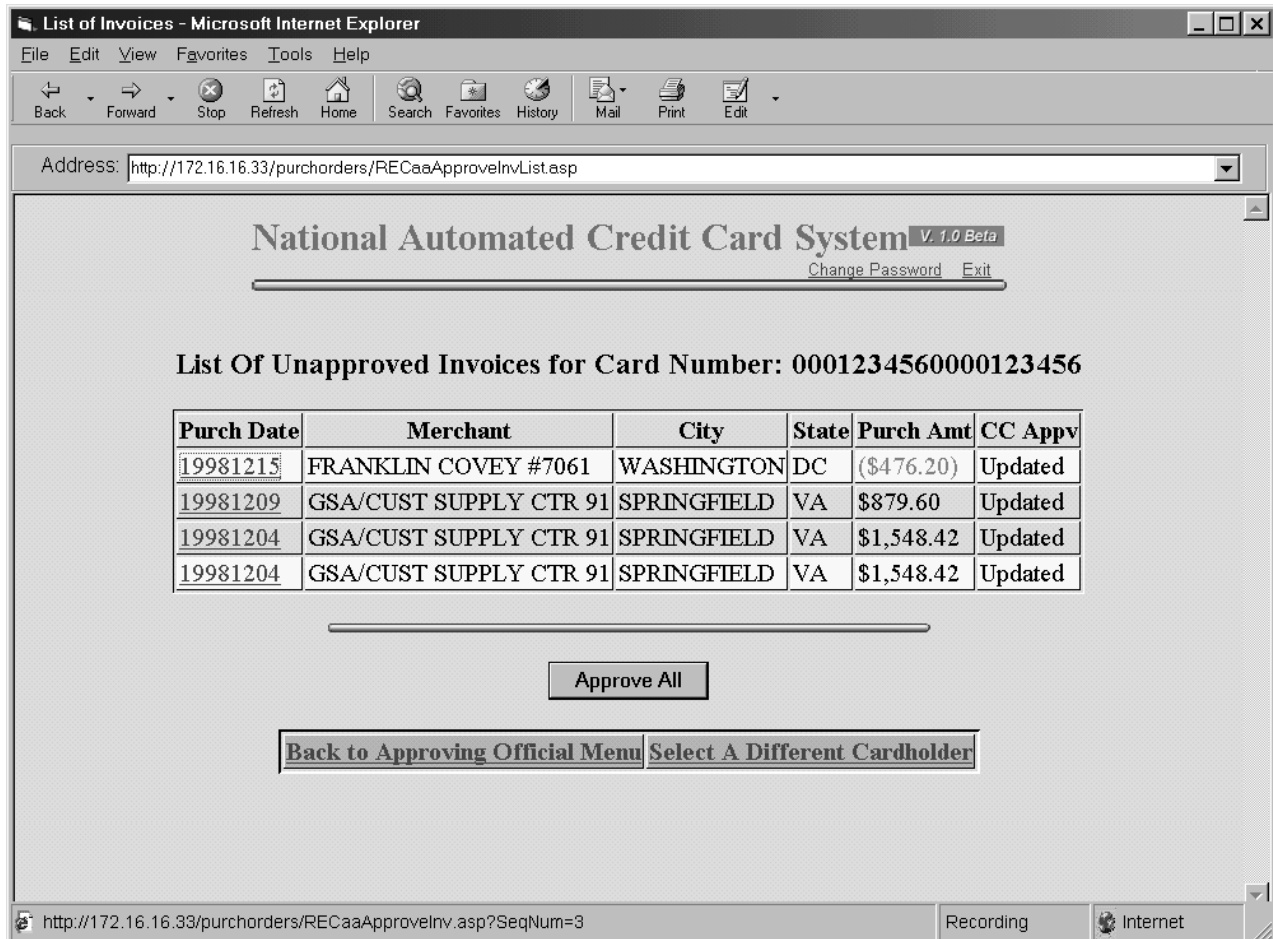 List of Invoices - Microsoft Internet Explorer
File Edit View Favorites Tools Help
Back Forward Stop Refresh Home Search Favorites History Mail Print Edit
Address: http://172.16.16.33/purchorders/RECaaApproveInvList.asp
National Automated Credit Card System V. 1.0 Beta
Change Password Exit
List Of Unapproved Invoices for Card Number: 0001234560000123456
Purch Date Merchant City State Purch Amt CC Appv
19981215 FRANKLIN COVEY #7061 WASHINGTON DC ($476.20) Updated
19981209 GSA/CUST SUPPLY CTR 91 SPRINGFIELD VA $879.60 Updated
19981204 GSA/CUST SUPPLY CTR 91 SPRINGFIELD VA $1,548.42 Updated
19981204 GSA/CUST SUPPLY CTR 91 SPRINGFIELD VA $1,548.42 Updated
Approve All
Back to Approving Official Menu Select A Different Cardholder
http://172.16.16.33/purchorders/RECaaApproveInv.asp?SeqNum=3 Recording Internet